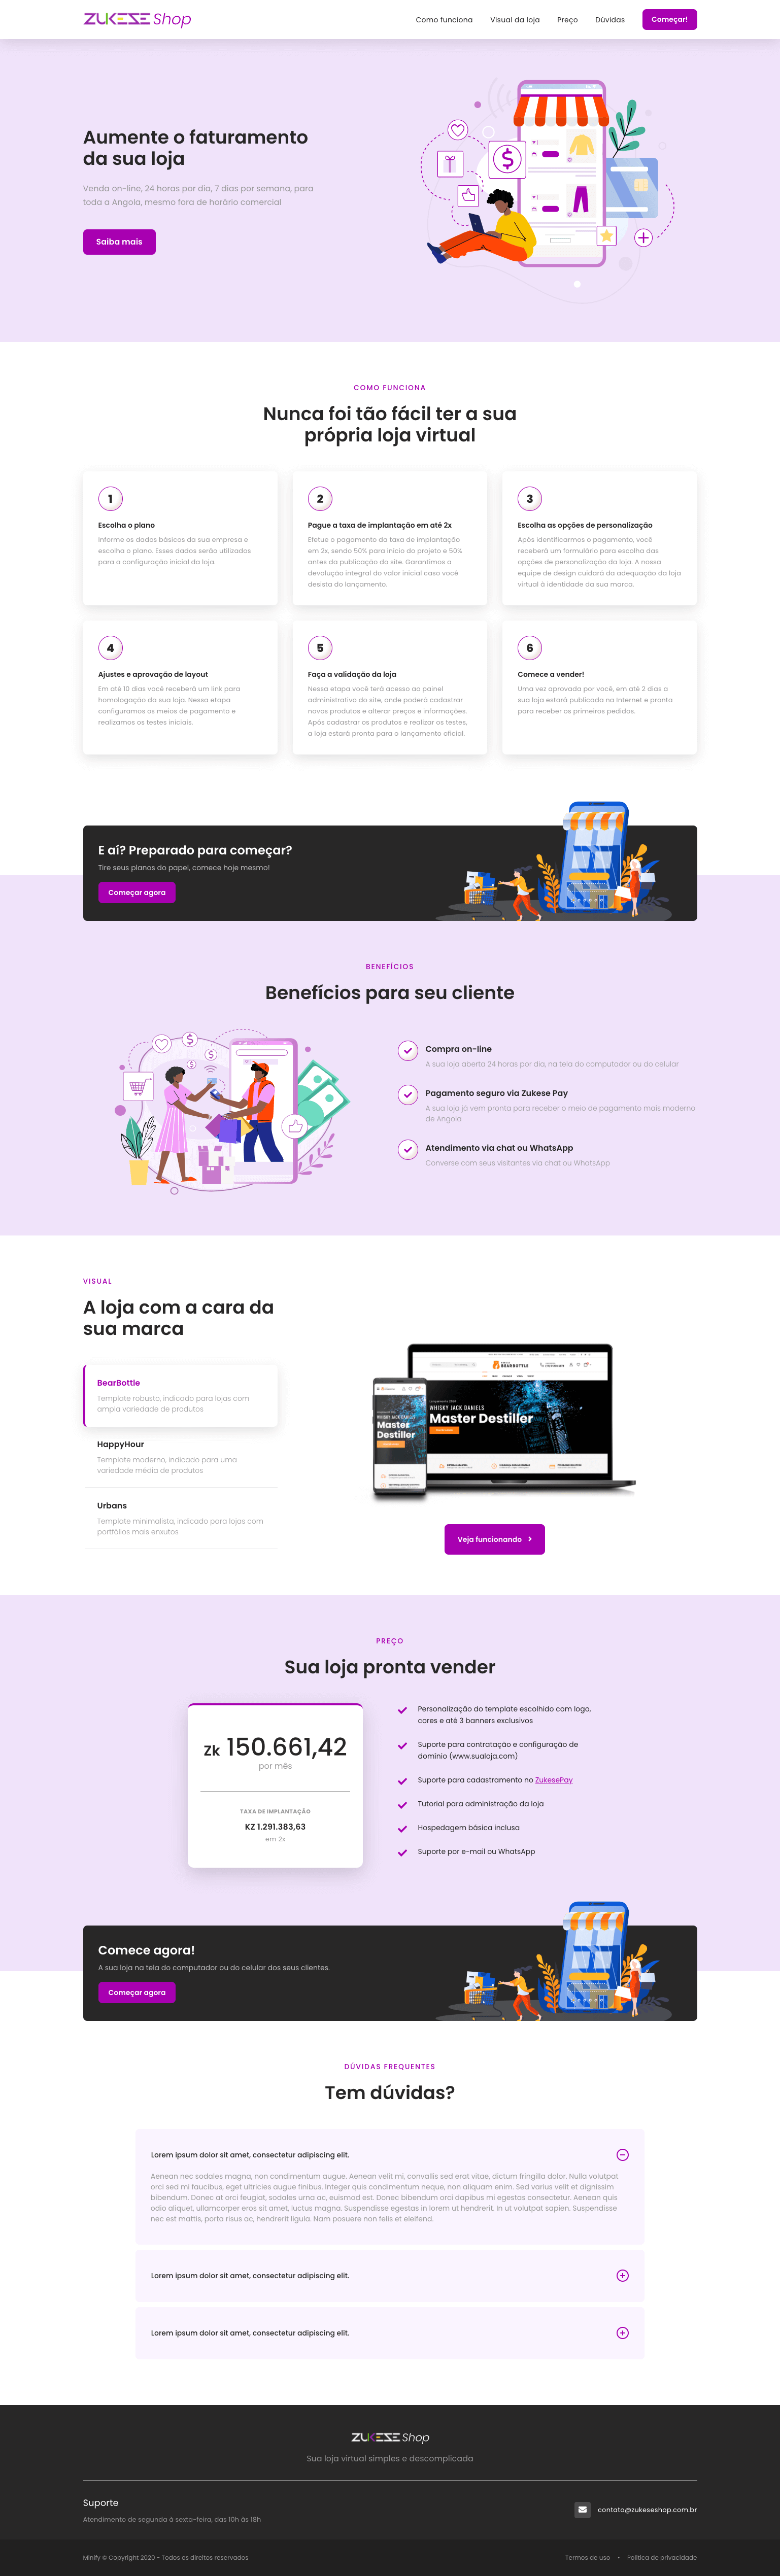 ZUKESE Shop
Como funciona
Visual da loja
Preço
Dúvidas
Começar!
Aumente o faturamento
da sua loja
Venda on-line, 24 horas por dia, 7 dias por semana, para
toda a Angola, mesmo fora de horário comercial
Saiba mais
COMO FUNCIONA
Nunca foi tão fácil ter a sua
própria loja virtual
1
Escolha o plano
Informe os dados básicos da sua empresa e
escolha o plano. Esses dados serão utilizados
para a configuração inicial da loja.
2
Pague a taxa de implantação em até 2x
Efetue o pagamento da taxa de implantação
em 2x, sendo 50% para início do projeto e 50%
antes da publicação do site. Garantimos a
devolução integral do valor inicial caso você
desista do lançamento.
3
Escolha as opções de personalização
Após identificarmos o pagamento, você
receberá um formulário para escolha das
opções de personalização da loja. A nossa
equipe de design cuidará da adequação da loja
virtual à identidade da sua marca.
4
Ajustes e aprovação de layout
Em até 10 dias você receberá um link para
homologação da sua loja. Nessa etapa
configuramos os meios de pagamento e
realizamos os testes iniciais.
5
Faça a validação da loja
Nessa etapa você terá acesso ao painel
administrativo do site, onde poderá cadastrar
novos produtos e alterar preços e informações.
Após cadastrar os produtos e realizar os testes,
a loja estará pronta para o lançamento oficial.
6
Comece a vender!
Uma vez aprovada por você, em até 2 dias a
sua loja estará publicada na Internet e pronta
para receber os primeiros pedidos.
E aí? Preparado para começar?
Tire seus planos do papel, comece hoje mesmo!
Começar agora
BENEFÍCIOS
Benefícios para seu cliente
Compra on-line
A sua loja aberta 24 horas por dia, na tela do computador ou do celular
Pagamento seguro via Zukese Pay
A sua loja já vem pronta para receber o meio de pagamento mais moderno
de Angola
Atendimento via chat ou WhatsApp
Converse com seus visitantes via chat ou WhatsApp
VISUAL
A loja com a cara da
sua marca
BearBottle
Template robusto, indicado para lojas com
ampla variedade de produtos
HappyHour
Template moderno, indicado para uma
variedade média de produtos
Urbans
Template minimalista, indicado para lojas com
portfólios mais enxutos
BEARBOTTLE
WHISKY JACK DANIELS
Master Destiller
WHISKY JACK DANIELS
Master
Destiller
Veja funcionando
PREÇO
Sua loja pronta vender
Zk 150.661,42
por mês
TAXA DE IMPLANTAÇÃO
KZ 1.291.383,63
em 2x
Personalização do template escolhido com logo,
cores e até 3 banners exclusivos
Suporte para contratação e configuração de
domínio (www.sualoja.com)
Suporte para cadastramento no ZukesePay
Tutorial para administração da loja
Hospedagem básica inclusa
Suporte por e-mail ou WhatsApp
Comece agora!
A sua loja na tela do computador ou do celular dos seus clientes.
Começar agora
DÚVIDAS FREQUENTES
Tem dúvidas?
Lorem ipsum dolor sit amet, consectetur adipiscing elit.
Aenean nec sodales magna, non condimentum augue. Aenean velit mi, convallis sed erat vitae, dictum fringilla dolor. Nulla volutpat
orci sed mi faucibus, eget ultricies augue finibus. Integer quis condimentum neque, non aliquam enim. Sed varius velit et dignissim
bibendum. Donec at orci feugiat, sodales urna ac, euismod est. Donec bibendum orci dapibus mi egestas consectetur. Aenean quis
odio aliquet, ullamcorper eros sit amet, luctus magna. Suspendisse egestas in lorem ut hendrerit. In ut volutpat sapien. Suspendisse
nec est mattis, porta risus ac, hendrerit ligula. Nam posuere non felis et eleifend.
Lorem ipsum dolor sit amet, consectetur adipiscing elit.
Lorem ipsum dolor sit amet, consectetur adipiscing elit.
ZUKESE Shop
Sua loja virtual simples e descomplicada
Suporte
Atendimento de segunda à sexta-feira, das 10h às 18h
contato@zukeseshop.com.br
Minify © Copyright 2020 - Todos os direitos reservados
Termos de uso • Política de privacidade